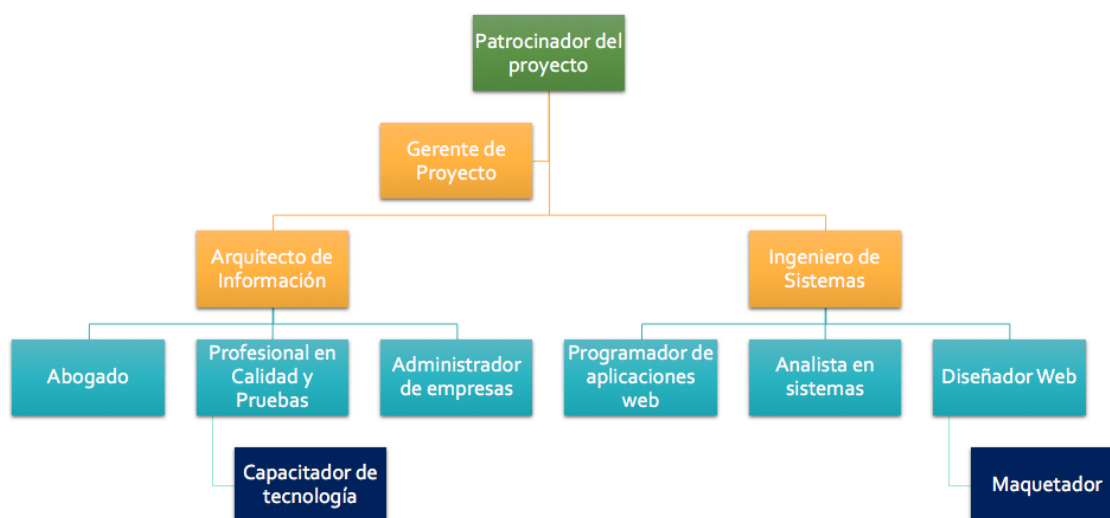 Patrocinador del
proyecto
Gerente de
Proyecto
Arquitecto de
Información
Ingeniero de
Sistemas
Abogado
Profesional en
Calidad y
Pruebas
Administrador
de empresas
Programador de
aplicaciones
web
Analista en
sistemas
Diseñador Web
Capacitador de
tecnología
Maquetador